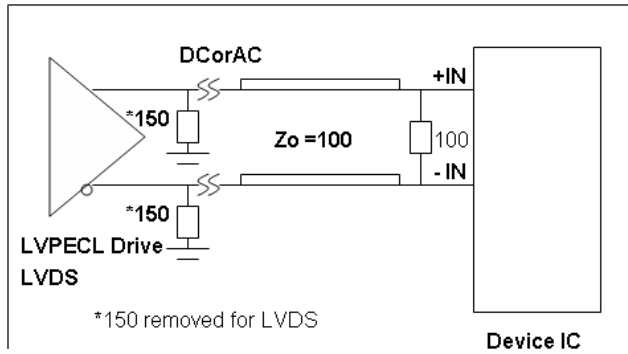 DCorAC
+IN
*150
Zo =100
100
- IN
*150
LVPECL Drive
LVDS
*150 removed for LVDS
Device IC